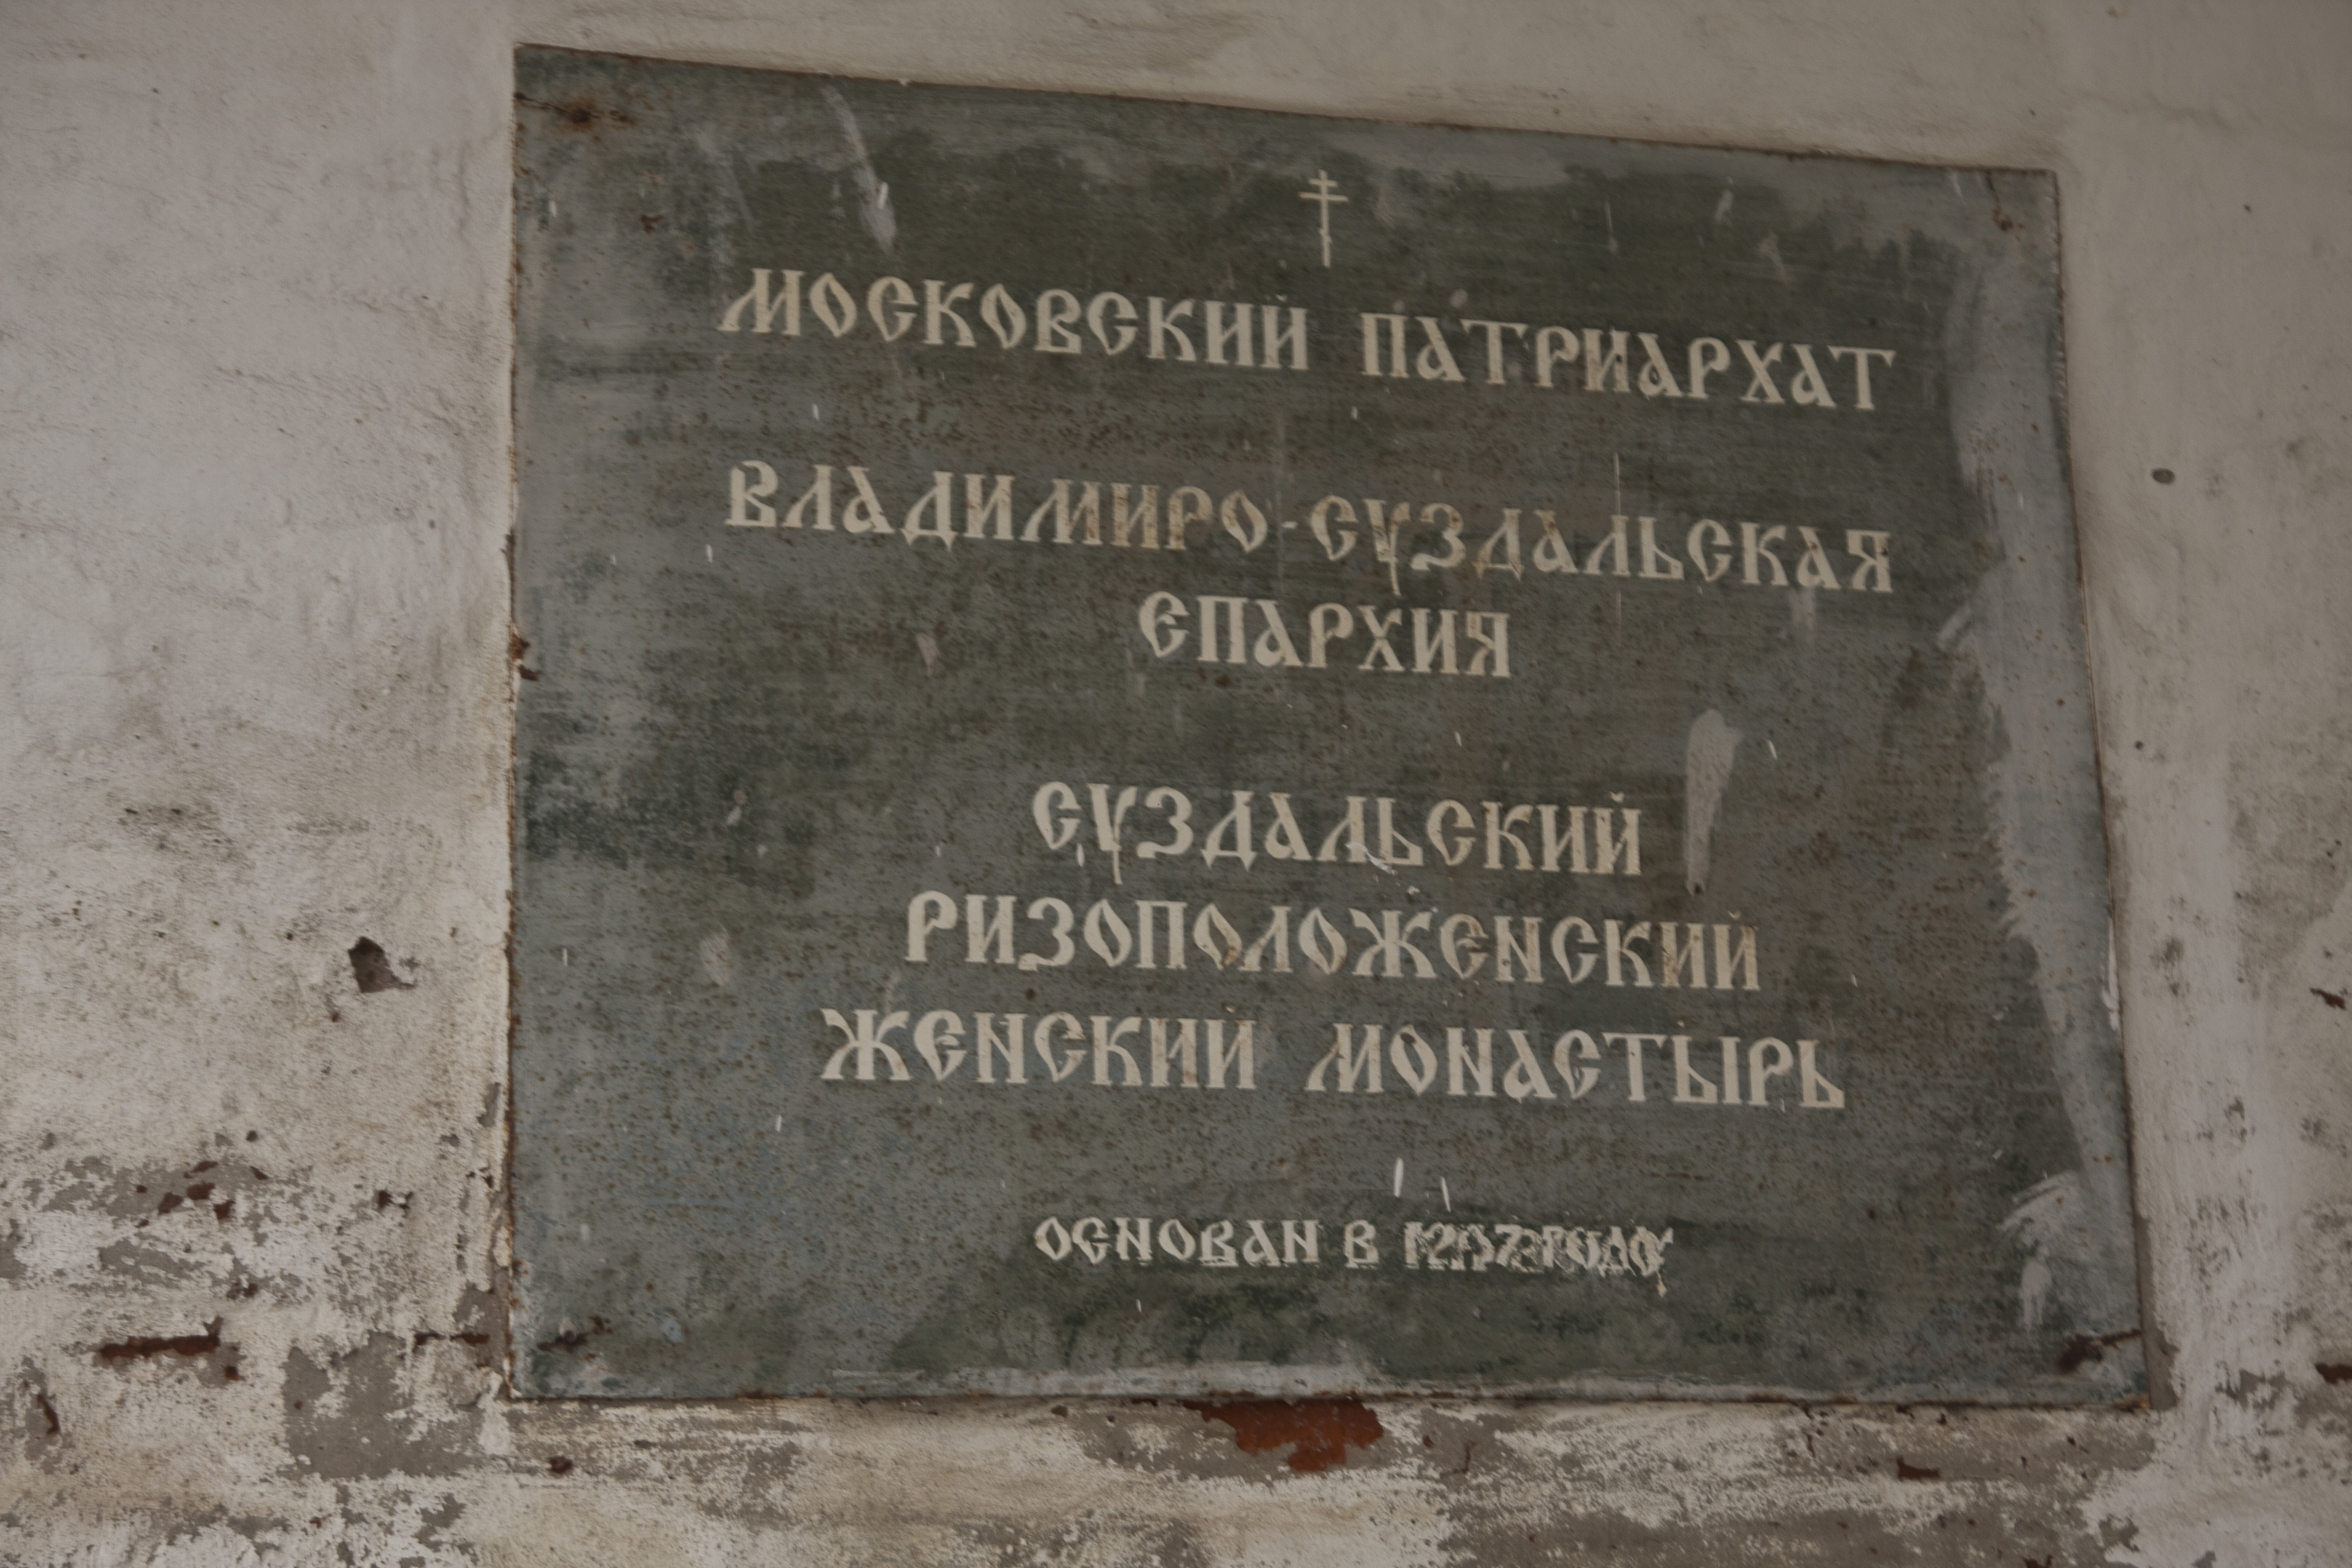 МОСКОВСКИЙ ПАТРИАРХАТ
ВЛАДИМИРО-СУЗДАЛЬСКАЯ
ЕПАРХИЯ
СУЗДАЛЬСКИЙ
РИЗОПОЛОЖЕНСКИЙ
ЖЕНСКИЙ МОНАСТЫРЬ
ОСНОВАН В ГОДУ